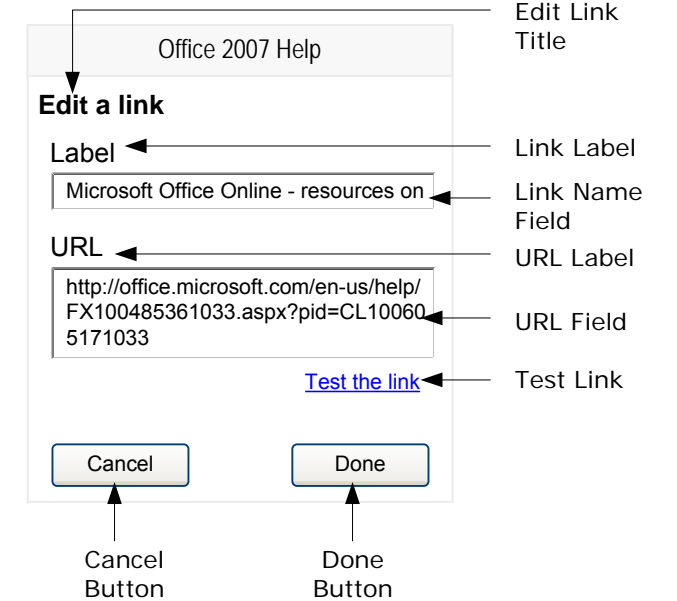 Edit Link
Title
Office 2007 Help
Edit a link
Label
Link Label
Microsoft Office Online - resources on
Link Name
Field
URL
URL Label
http://office.microsoft.com/en-us/help/
FX100485361033.aspx?pid=CL10060
5171033
URL Field
Test the link
Test Link
Cancel
Done
Cancel
Button
Done
Button